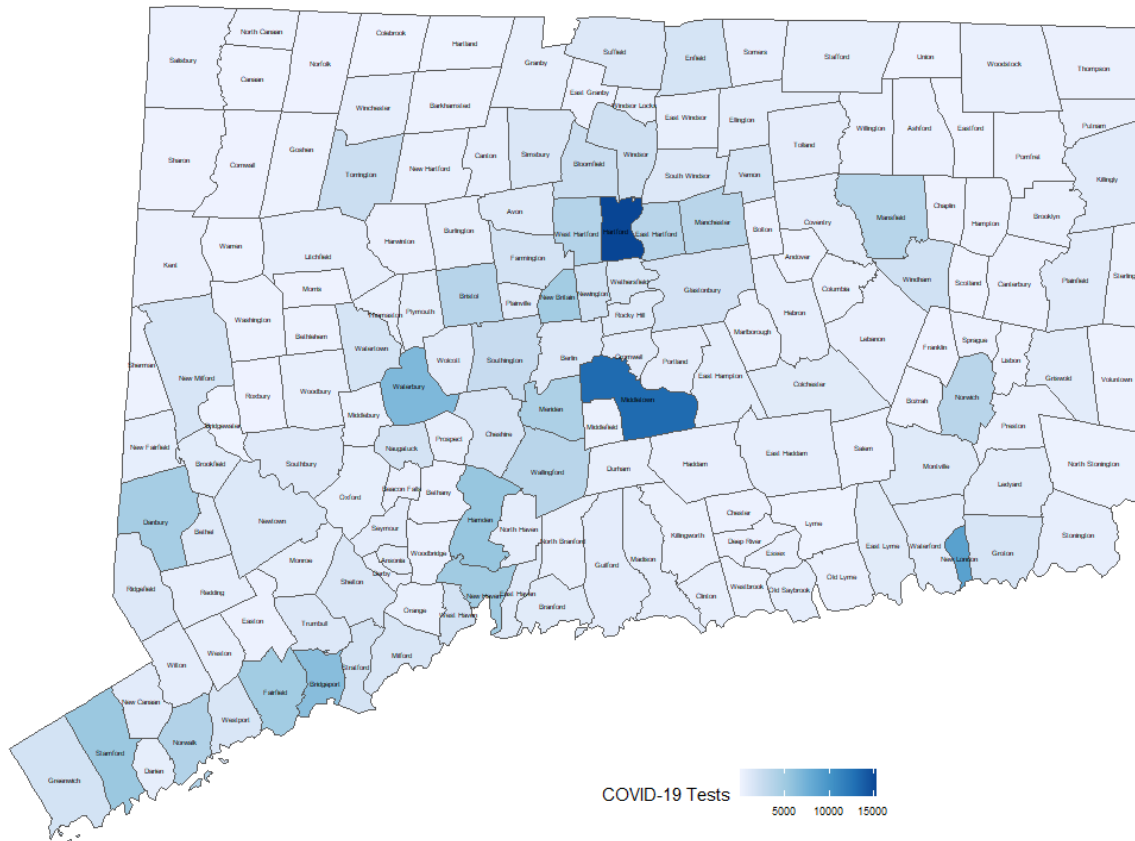 North Canaan
Colebrook
Hartland
Salisbury
Canaan
Norfolk
Granby
Suffield
Enfield
Somers
Stafford
Union
Woodstock
Thompson
Winchester
Barkhamsted
East Granby
Windsor Locks
East Windsor
Ellington
Willington
Ashford
Eastford
Putnam
Sharon
Cornwall
Goshen
Torrington
New Hartford
Canton
Simsbury
Bloomfield
Windsor
South Windsor
Vernon
Tolland
Pomfret
Killingly
Avon
West Hartford
Hartford
East Hartford
Manchester
Bolton
Coventry
Mansfield
Chaplin
Hampton
Brooklyn
Kent
Warren
Litchfield
Harwinton
Burlington
Farmington
Wethersfield
Glastonbury
Andover
Columbia
Windham
Scotland
Canterbury
Plainfield
Sterling
Morris
Bristol
Plainville
New Britain
Newington
Rocky Hill
Hebron
Marlborough
Lebanon
Washington
Bethlehem
Thomaston
Plymouth
Watertown
Wolcott
Southington
Berlin
Cromwell
Portland
East Hampton
Franklin
Sprague
Lisbon
Griswold
Voluntown
Sherman
New Milford
Roxbury
Woodbury
Waterbury
Middlebury
Meriden
Middletown
Middlefield
Colchester
Bozrah
Norwich
Preston
New Fairfield
Bridgewater
Brookfield
Southbury
Naugatuck
Prospect
Cheshire
Wallingford
Durham
Haddam
East Haddam
Salem
Montville
Ledyard
North Stonington
Danbury
Bethel
Newtown
Oxford
Beacon Falls
Bethany
Seymour
Hamden
North Haven
North Branford
Guilford
Madison
Killingworth
Chester
Deep River
Essex
Lyme
East Lyme
Waterford
New London
Groton
Stonington
Ridgefield
Redding
Monroe
Shelton
Ansonia
Derby
Woodbridge
New Haven
East Haven
Branford
Clinton
Westbrook
Old Saybrook
Old Lyme
Easton
Trumbull
Orange
West Haven
Milford
Stratford
Wilton
Weston
Fairfield
Bridgeport
New Canaan
Westport
Norwalk
Darien
Stamford
Greenwich
COVID-19 Tests
5000 10000 15000